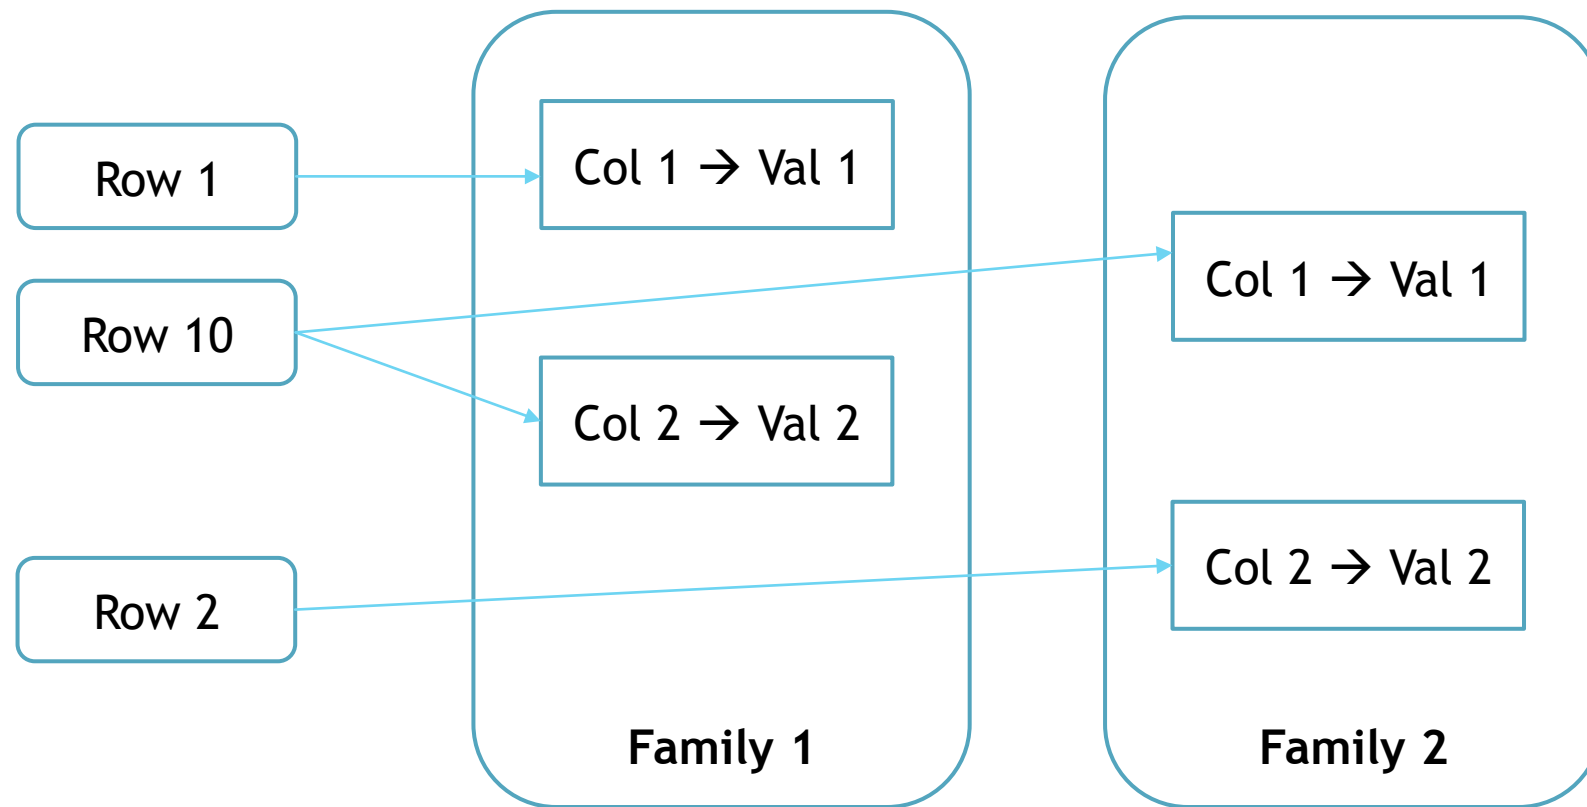 Row 1
Col 1 → Val 1
Row 10
Col 1 → Val 1
Col 2 → Val 2
Row 2
Col 2 → Val 2
Family 1
Family 2